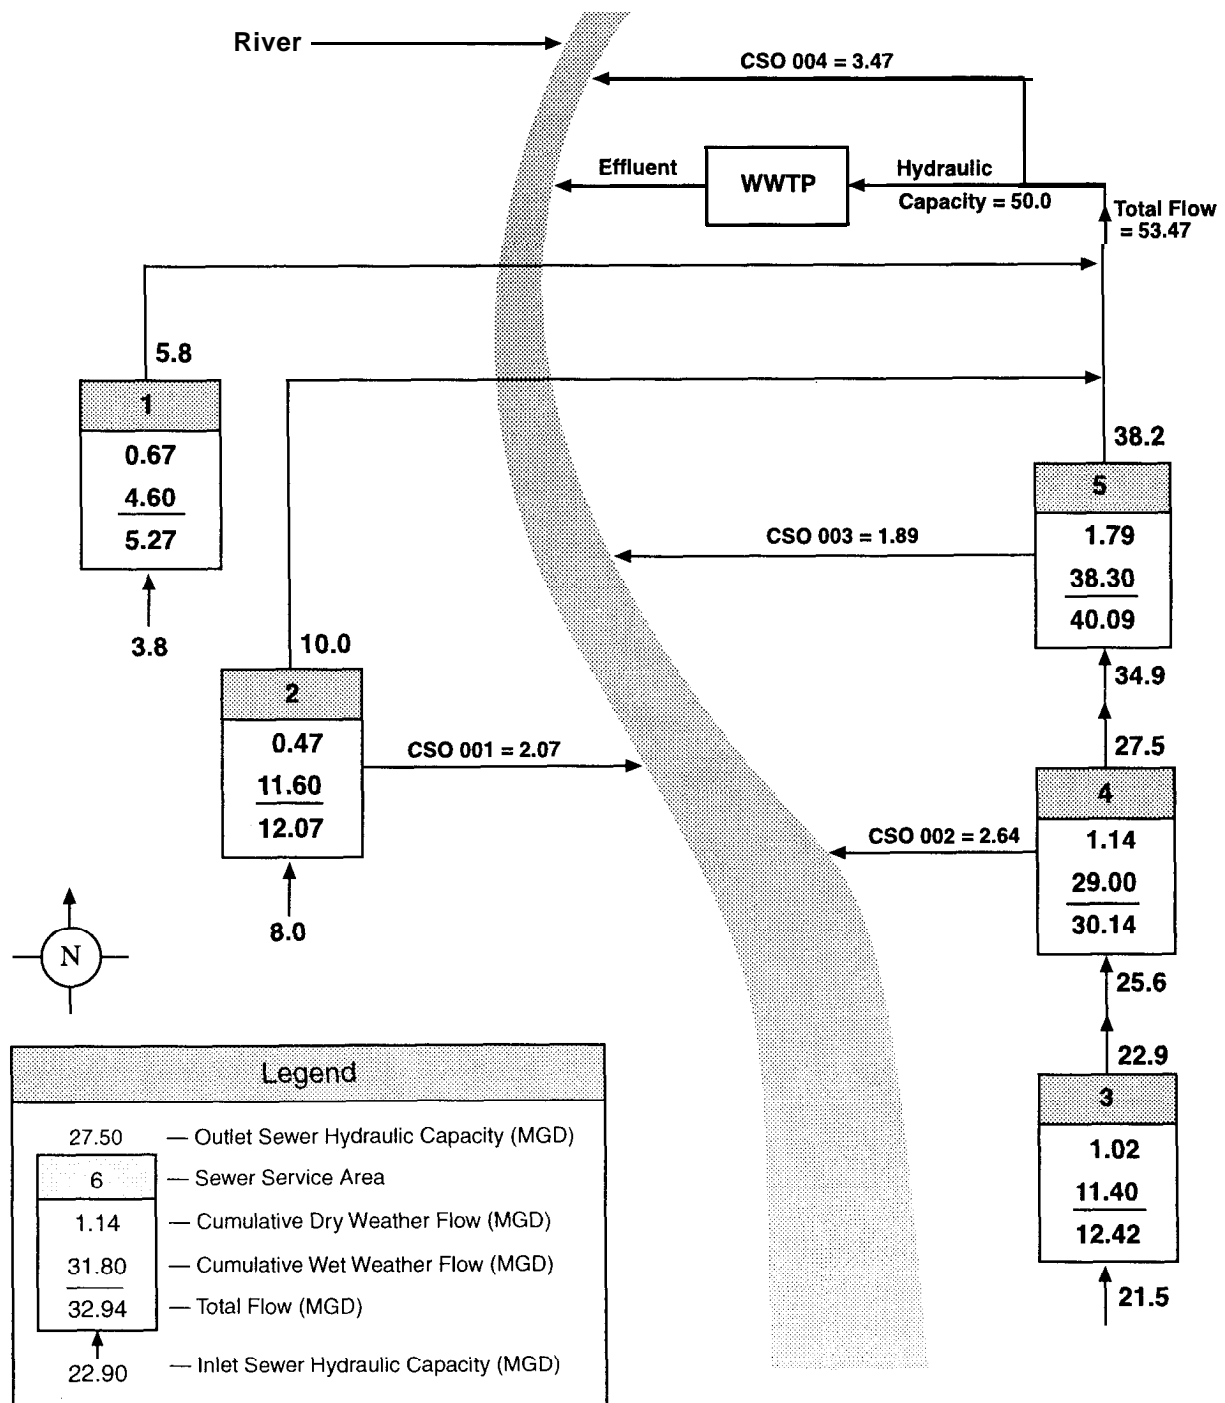 River
CSO 004 = 3.47
Effluent
WWTP
Hydraulic
Capacity = 50.0
Total Flow
= 53.47
5.8
1
0.67
4.60
5.27
3.8
10.0
2
0.47
11.60
12.07
8.0
CSO 001 = 2.07
38.2
5
1.79
38.30
40.09
34.9
CSO 003 = 1.89
27.5
4
1.14
29.00
30.14
25.6
CSO 002 = 2.64
22.9
3
1.02
11.40
12.42
21.5
N
Legend
27.50 — Outlet Sewer Hydraulic Capacity (MGD)
6 — Sewer Service Area
1.14 — Cumulative Dry Weather Flow (MGD)
31.80 — Cumulative Wet Weather Flow (MGD)
32.94 — Total Flow (MGD)
22.90 — Inlet Sewer Hydraulic Capacity (MGD)